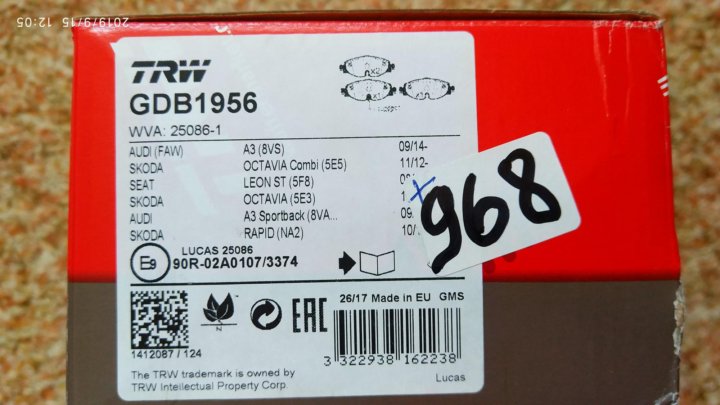 2019/9/15 12:05
TRW
GDB1956
WVA: 25086-1
X2
X1
AUDI (FAW) A3 (8VS) 09/14-
SKODA OCTAVIA Combi (5E5) 11/12-
SEAT LEON ST (5F8)
SKODA OCTAVIA (5E3)
AUDI A3 Sportback (8VA...
SKODA RAPID (NA2) 10/
968
LUCAS 25086
E9 90R-02A0107/3374
26/17 Made in EU GMS
N
EAC
1412087 / 124
3 322938 162238
The TRW trademark is owned by
TRW Intellectual Property Corp.
Lucas